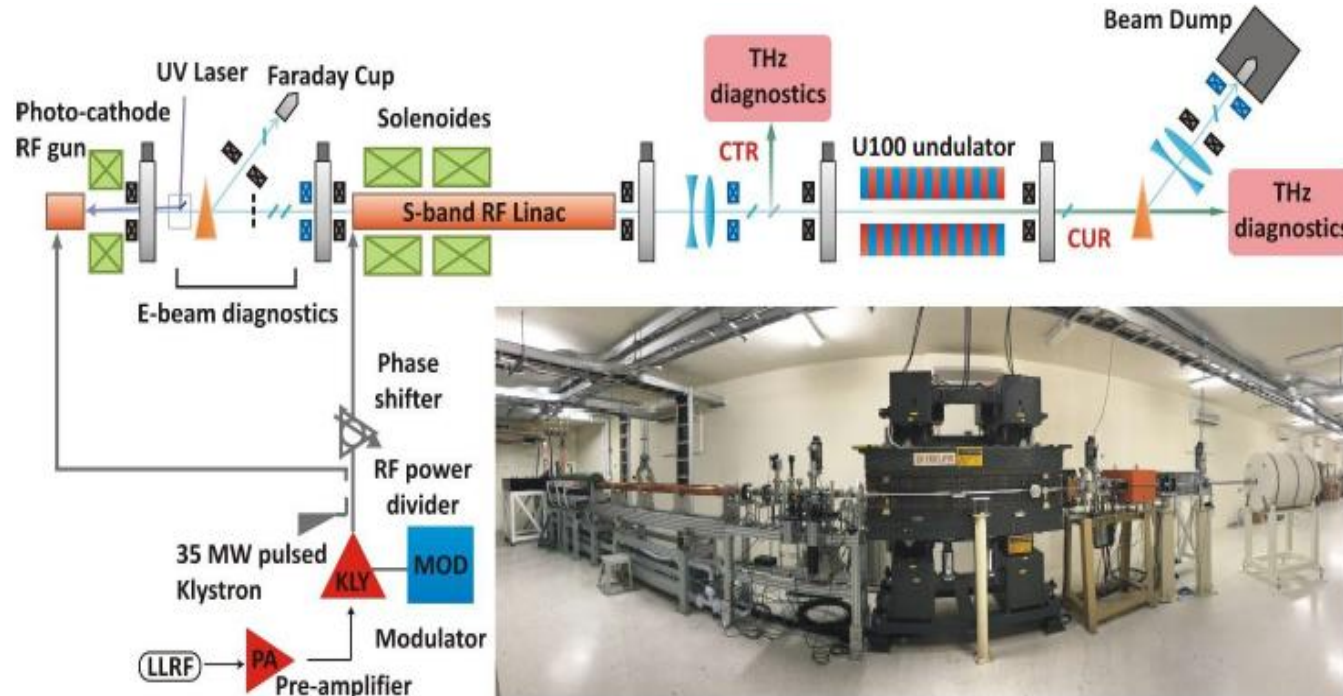 Beam Dump
UV Laser
Faraday Cup
THz
diagnostics
Photo-cathode
RF gun
Solenoides
CTR
U100 undulator
THz
diagnostics
S-band RF Linac
CUR
E-beam diagnostics
Phase
shifter
RF power
divider
35 MW pulsed
Klystron
KLY
MOD
Modulator
LLRF
PA
Pre-amplifier